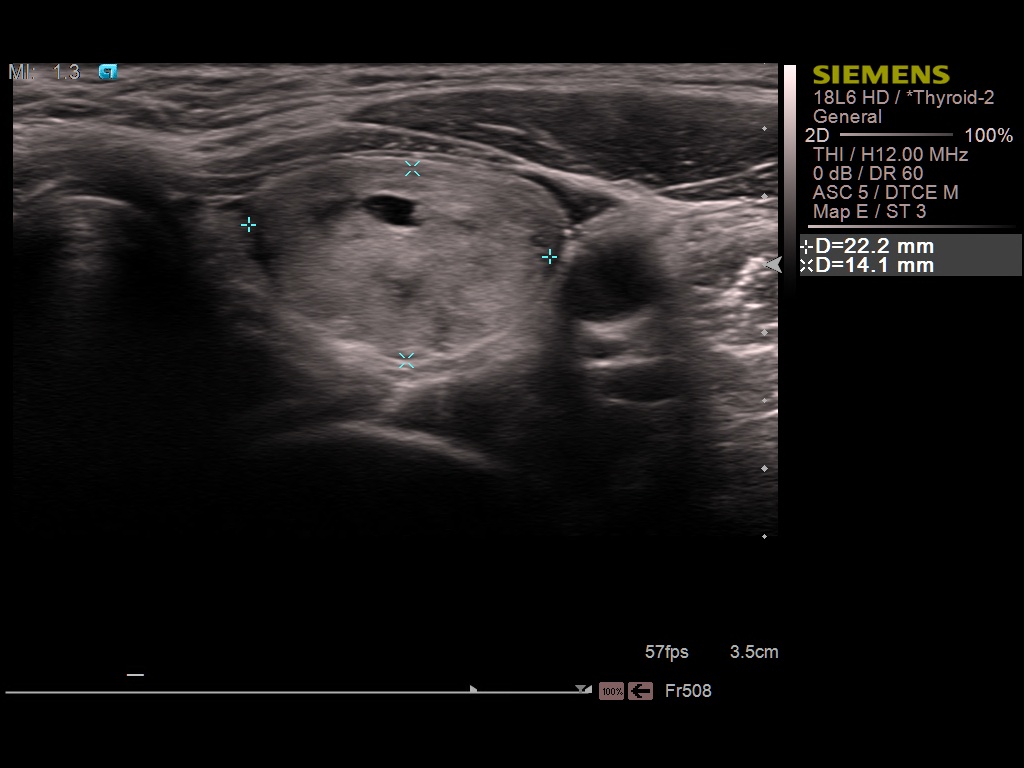 MI: 1.3
SIEMENS
18L6 HD / *Thyroid-2
General
2D 100%
THI / H12.00 MHz
0 dB / DR 60
ASC 5 / DTCE M
Map E / ST 3
D=22.2 mm
D=14.1 mm
57fps 3.5cm
100% Fr508